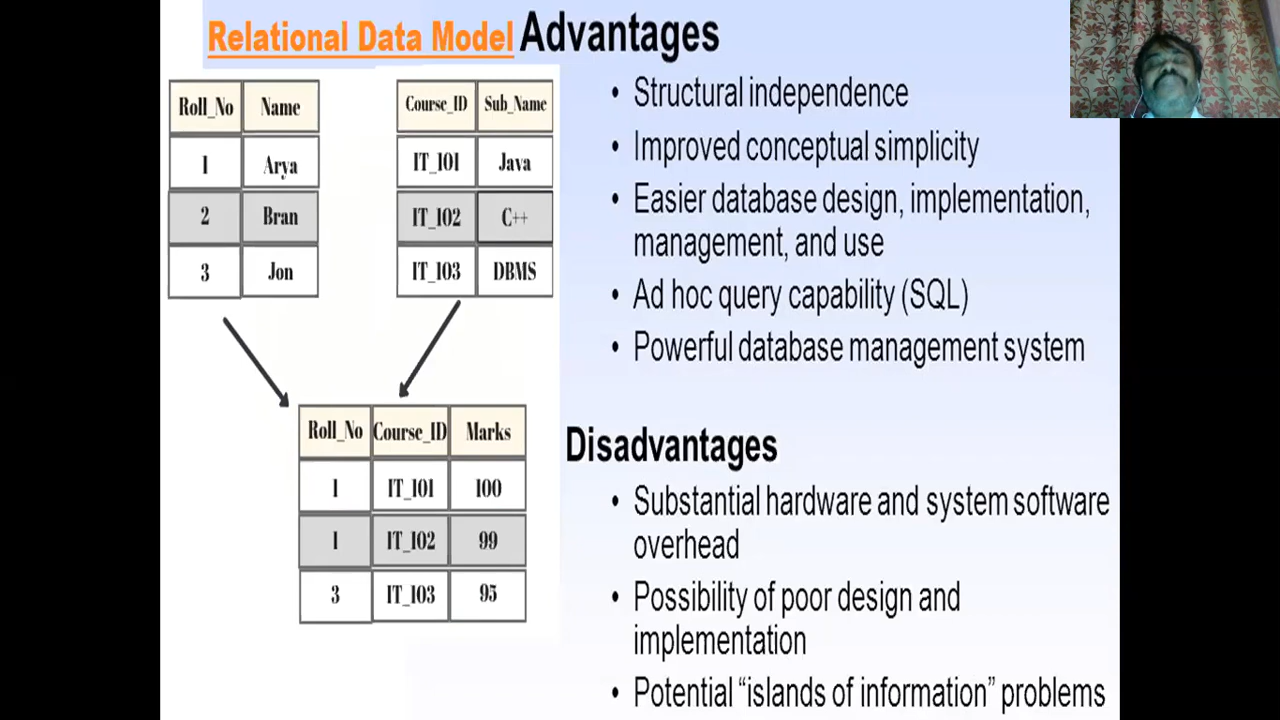 Relational Data Model Advantages
Roll_No Name
1 Arya
2 Bran
3 Jon
Course_ID Sub_Name
IT_101 Java
IT_102 C++
IT_103 DBMS
Roll_No Course_ID Marks
1 IT_101 100
1 IT_102 99
3 IT_103 95
• Structural independence
• Improved conceptual simplicity
• Easier database design, implementation,
management, and use
• Ad hoc query capability (SQL)
• Powerful database management system
Disadvantages
• Substantial hardware and system software
overhead
• Possibility of poor design and
implementation
• Potential “islands of information” problems